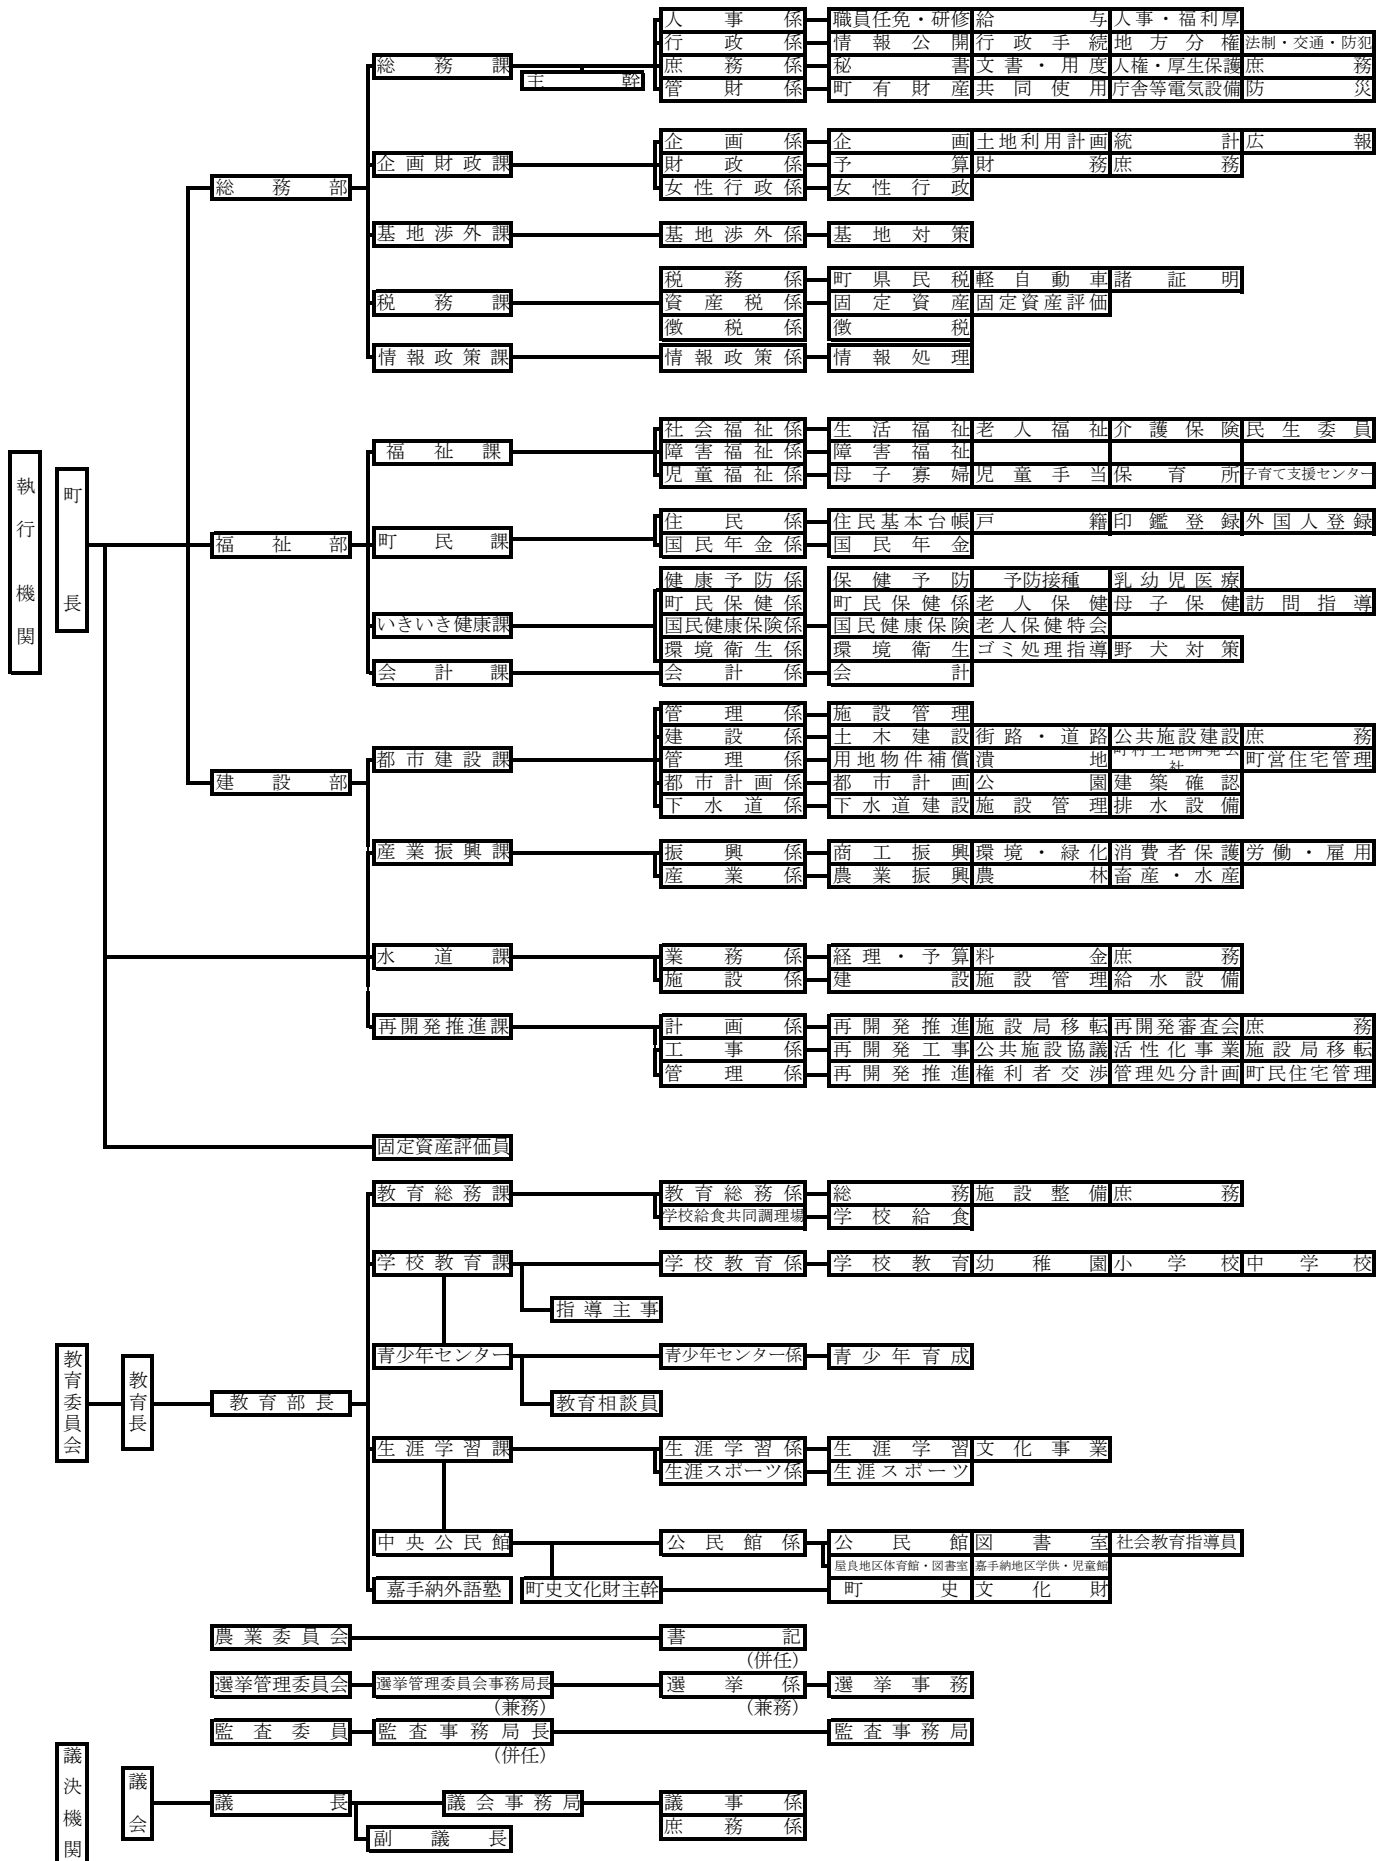 人事係 職員任免・研修 給与 人事・福利厚
行政係 情報公開 行政手続 地方分権 法制・交通・防犯
総務課 庶務係 秘書 文書・用度 人権・厚生保護 庶務
主幹
管財係 町有財産 共同使用 庁舎等電気設備 防災
企画係 企画 土地利用計画 統計 広報
企画財政課 財政係 予算 財務 庶務
総務部 女性行政係 女性行政
基地渉外課 基地渉外係 基地対策
税務係 町県民税 軽自動車 諸証明
税務課 資産税係 固定資産 固定資産評価
徴税係 徴税
情報政策課 情報政策係 情報処理
社会福祉係 生活福祉 老人福祉 介護保険 民生委員
福祉課 障害福祉係 障害福祉
児童福祉係 母子寡婦 児童手当 保育所 子育て支援センター
執行機関
町長
住民係 住民基本台帳 戸籍 印鑑登録 外国人登録
福祉部 町民課 国民年金係 国民年金
健康予防係 保健予防 予防接種 乳幼児医療
町民保健係 町民保健係 老人保健 母子保健 訪問指導
いきいき健康課 国民健康保険係 国民健康保険 老人保健特会
環境衛生係 環境衛生 ゴミ処理指導 野犬対策
会計課 会計係 会計
管理係 施設管理
建設係 土木建設 街路・道路 公共施設建設 庶務
都市建設課 管理係 用地物件補償 潰地 町営住宅管理
建設部 都市計画係 都市計画 公園 建築確認
下水道係 下水道建設 施設管理 排水設備
産業振興課 振興係 商工振興 環境・緑化 消費者保護 労働・雇用
産業係 農業振興 農林 畜産・水産
水道課 業務係 経理・予算 料金 庶務
施設係 建設 施設管理 給水設備
再開発推進課 計画係 再開発推進 施設局移転 再開発審査会 庶務
工事係 再開発工事 公共施設協議 活性化事業 施設局移転
管理係 再開発推進 権利者交渉 管理処分計画 町民住宅管理
固定資産評価員
教育総務課 教育総務係 総務 施設整備 庶務
学校給食共同調理場 学校給食
学校教育課 学校教育係 学校教育 幼稚園 小学校 中学校
指導主事
青少年センター 青少年センター係 青少年育成
教育委員会
教育長
教育部長 教育相談員
生涯学習課 生涯学習係 生涯学習 文化事業
生涯スポーツ係 生涯スポーツ
中央公民館 公民館係 公民館 図書室 社会教育指導員
屋良地区体育館・図書室 嘉手納地区学供・児童館
嘉手納外語塾 町史文化財主幹 町史 文化財
農業委員会 書記
(併任)
選挙管理委員会 選挙管理委員会事務局長 選挙係 選挙事務
(兼務) (兼務)
監査委員 監査事務局長 監査事務局
(併任)
議決機関
議会
議長 議会事務局 議事係
庶務係
副議長